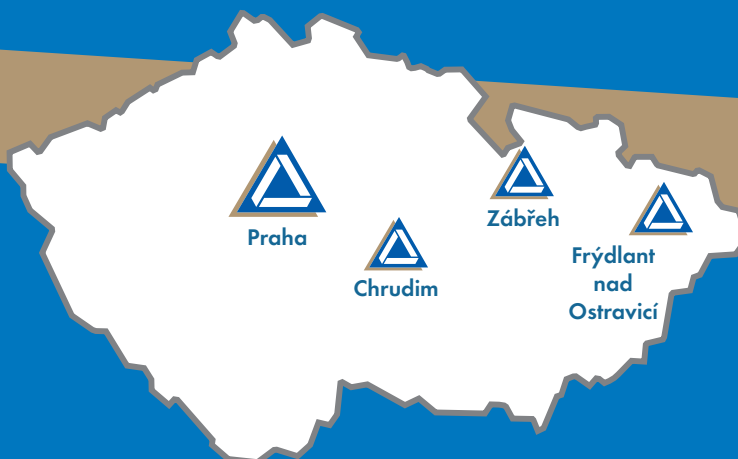 Praha
Chrudim
Zábřeh
Frýdlant
nad
Ostravicí